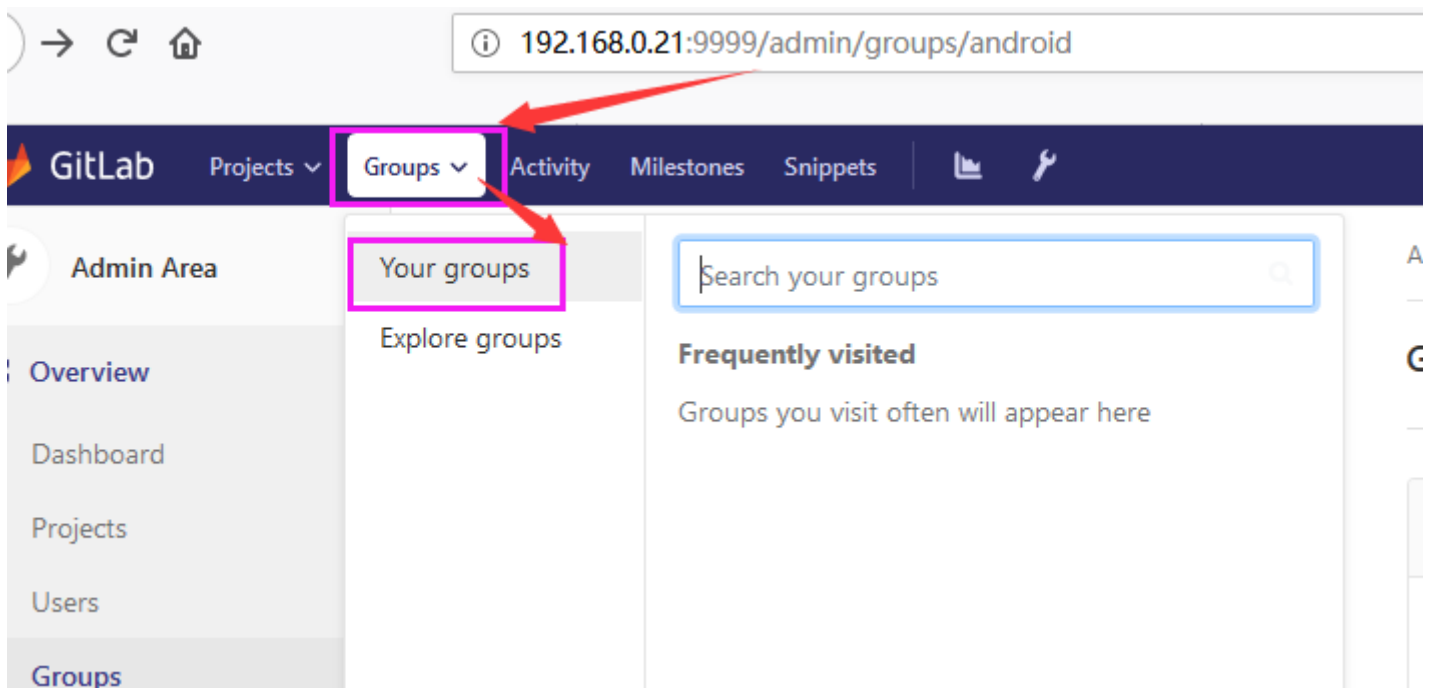 192.168.0.21:9999/admin/groups/android
GitLab Projects Groups Activity Milestones Snippets
Admin Area
Overview
Dashboard
Projects
Users
Groups
Your groups
Explore groups
Search your groups
Frequently visited
Groups you visit often will appear here
A
G